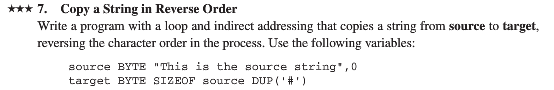 ★★★ 7. Copy a String in Reverse Order
Write a program with a loop and indirect addressing that copies a string from source to target,
reversing the character order in the process. Use the following variables:
source BYTE "This is the source string",0
target BYTE SIZEOF source DUP('#')